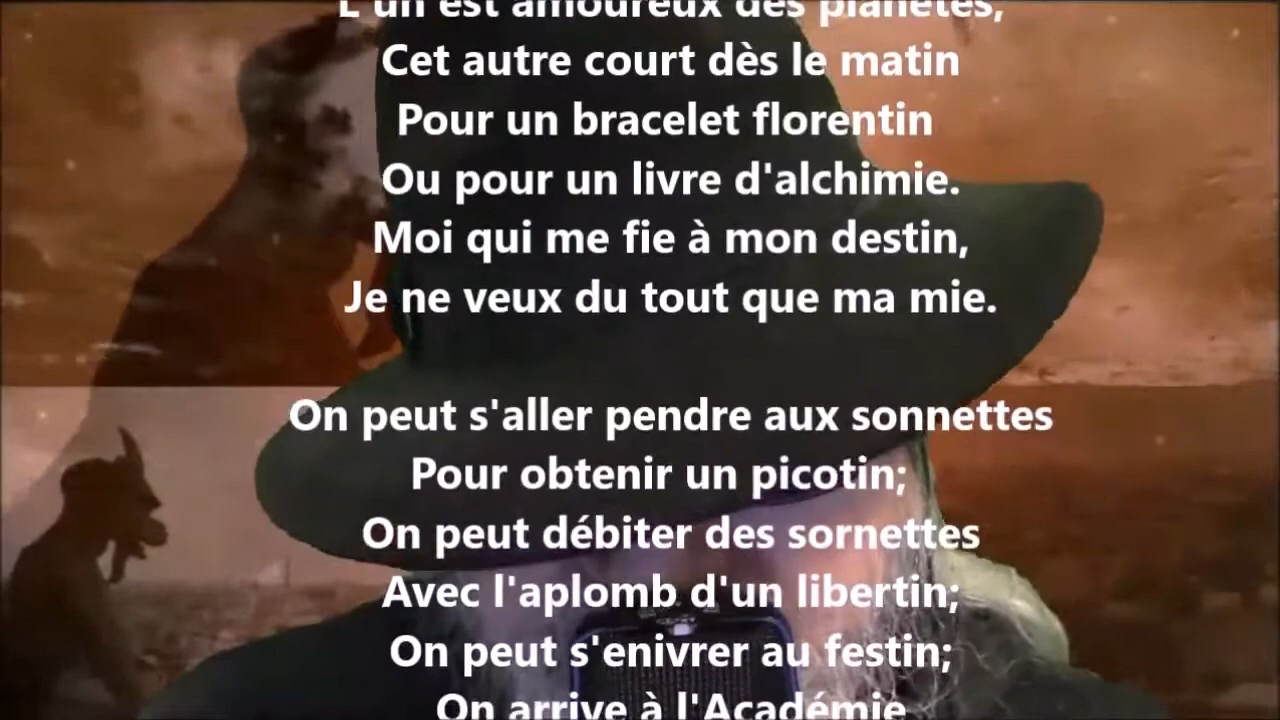 L'un est amoureux des planètes,
Cet autre court dès le matin
Pour un bracelet florentin
Ou pour un livre d'alchimie.
Moi qui me fie à mon destin,
Je ne veux du tout que ma mie.
On peut s'aller pendre aux sonnettes
Pour obtenir un picotin;
On peut débiter des sornettes
Avec l'aplomb d'un libertin;
On peut s'enivrer au festin;
On arrive à l'Académie